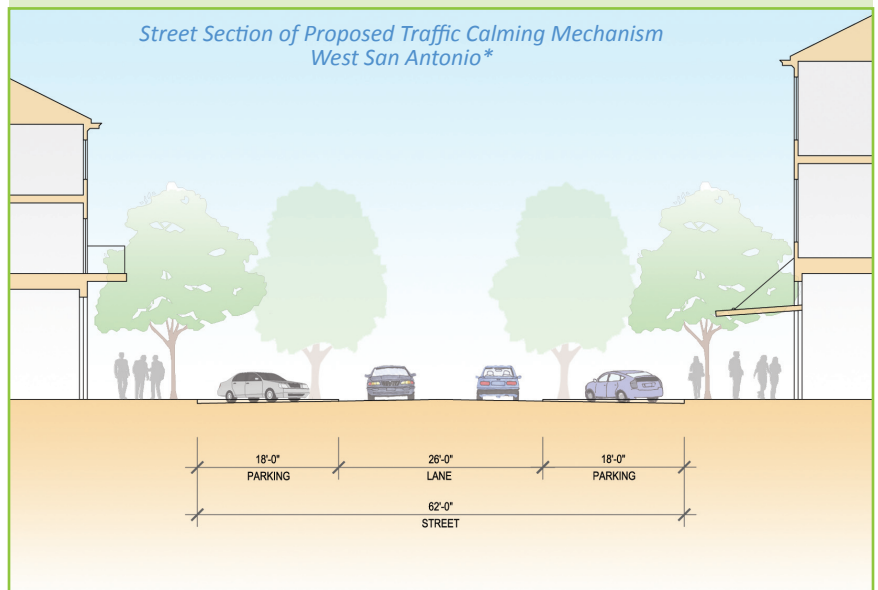 Street Section of Proposed Traffic Calming Mechanism
West San Antonio*
18'-0" 26'-0" 18'-0"
PARKING LANE PARKING
62'-0"
STREET